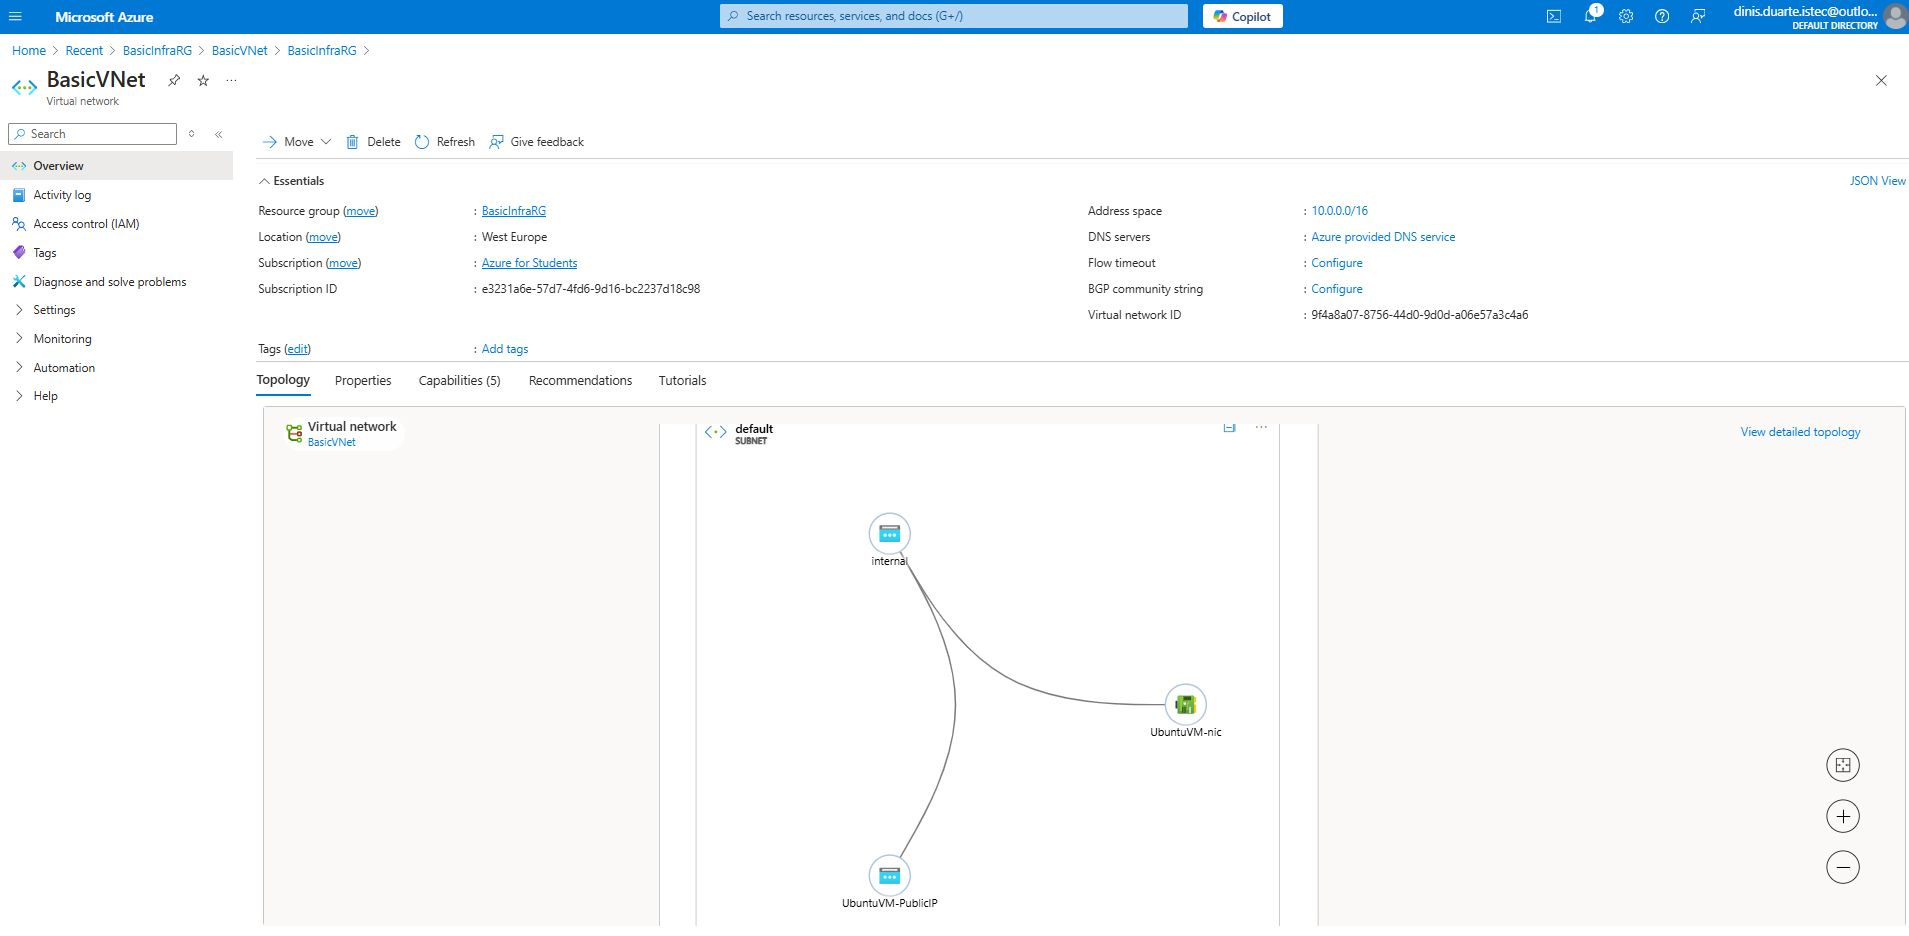 Microsoft Azure
Search resources, services, and docs (G+/)
Copilot
1
dinis.duarte.istec@outlo...
DEFAULT DIRECTORY
Home > Recent > BasicInfraRG > BasicVNet > BasicInfraRG >
BasicVNet
Virtual network
Search
Overview
Activity log
Access control (IAM)
Tags
Diagnose and solve problems
Settings
Monitoring
Automation
Help
Move Delete Refresh Give feedback
Essentials
JSON View
Resource group (move) : BasicInfraRG
Location (move) : West Europe
Subscription (move) : Azure for Students
Subscription ID : e3231a6e-57d7-4fd6-9d16-bc2237d18c98
Address space : 10.0.0.0/16
DNS servers : Azure provided DNS service
Flow timeout : Configure
BGP community string : Configure
Virtual network ID : 9f4a8a07-8756-44d0-9d0d-a06e57a3c4a6
Tags (edit) : Add tags
Topology Properties Capabilities (5) Recommendations Tutorials
Virtual network
BasicVNet
default
SUBNET
View detailed topology
internal
UbuntuVM-nic
UbuntuVM-PublicIP